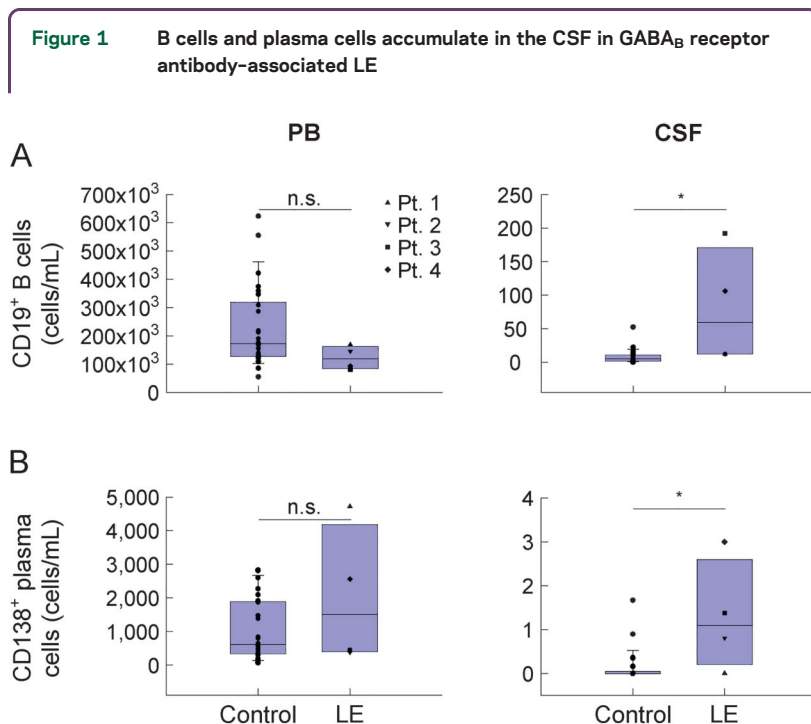 Figure 1 B cells and plasma cells accumulate in the CSF in GABA_B receptor
antibody-associated LE
PB
CSF
A
CD19⁺ B cells
(cells/mL)
700x10³
600x10³
500x10³
400x10³
300x10³
200x10³
100x10³
0
n.s.
Pt. 1
Pt. 2
Pt. 3
Pt. 4
250
200
150
100
50
0
*
B
CD138⁺ plasma
cells (cells/mL)
5,000
4,000
3,000
2,000
1,000
0
n.s.
Control
LE
4
3
2
1
0
*
Control
LE